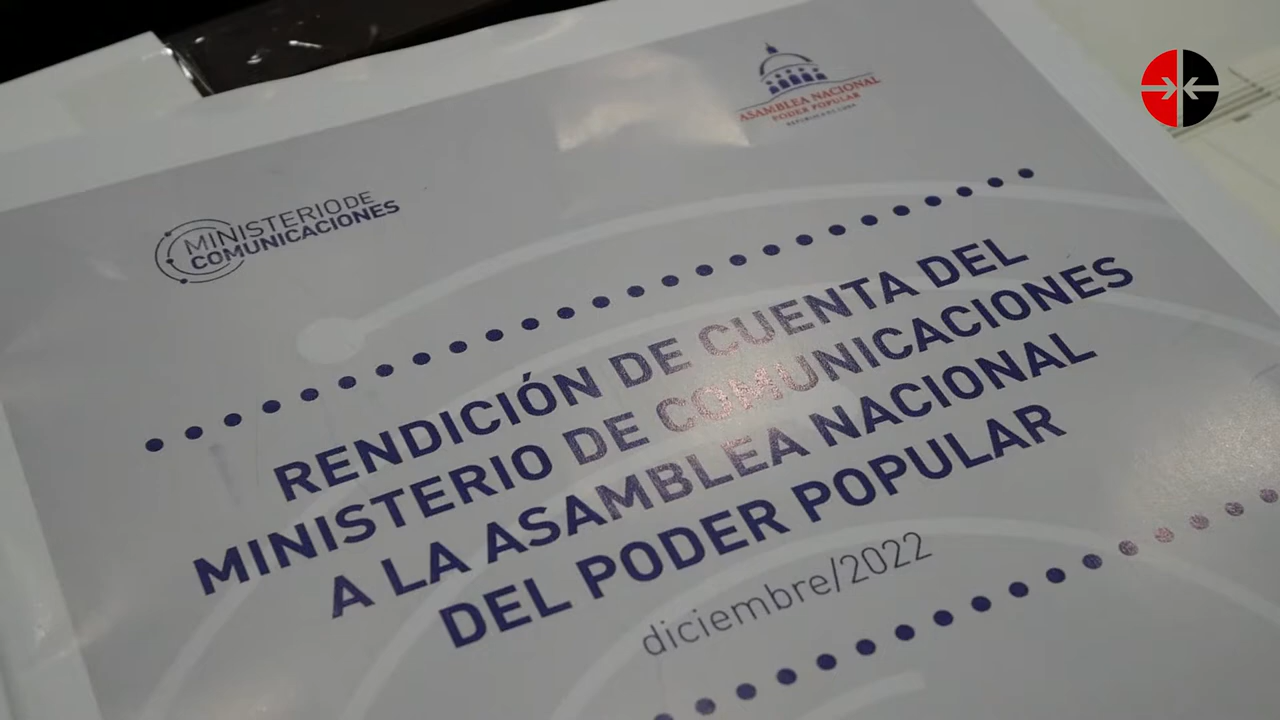 ASAMBLEA NACIONAL
PODER POPULAR
MINISTERIO DE
COMUNICACIONES
RENDICIÓN DE CUENTA DEL
MINISTERIO DE COMUNICACIONES
A LA ASAMBLEA NACIONAL
DEL PODER POPULAR
diciembre/2022